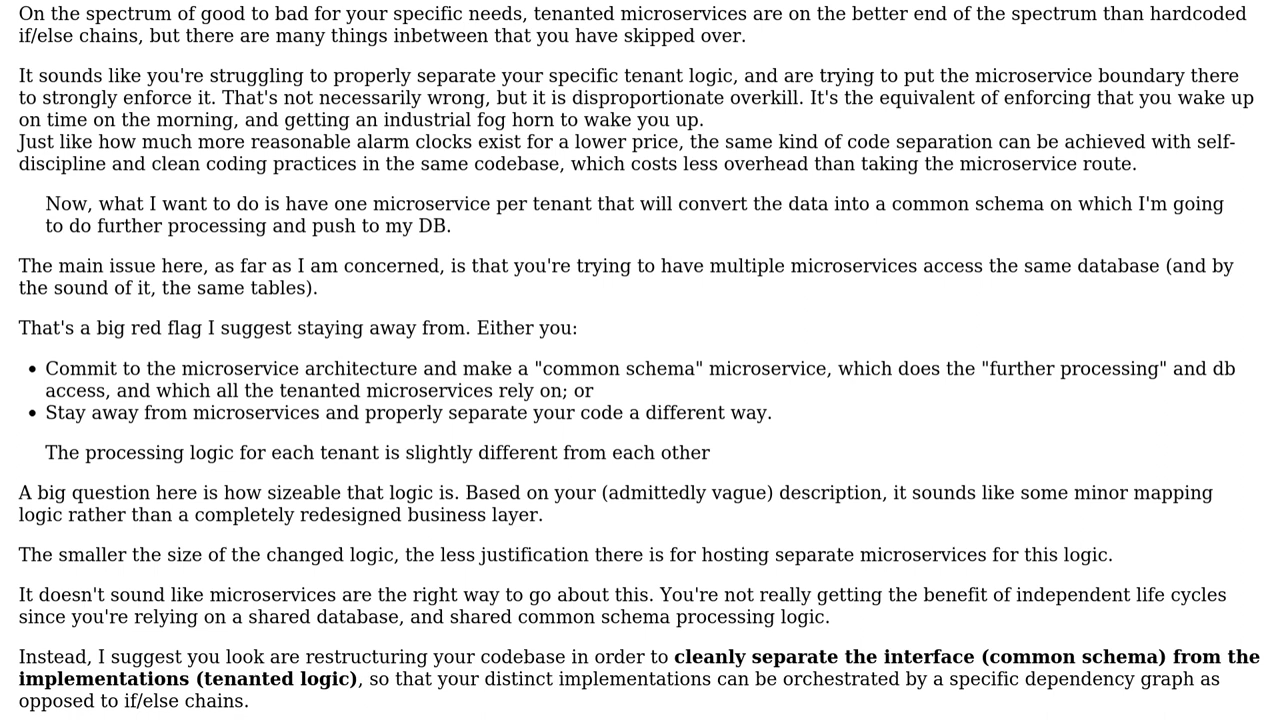 On the spectrum of good to bad for your specific needs, tenanted microservices are on the better end of the spectrum than hardcoded
if/else chains, but there are many things inbetween that you have skipped over.
It sounds like you're struggling to properly separate your specific tenant logic, and are trying to put the microservice boundary there
to strongly enforce it. That's not necessarily wrong, but it is disproportionate overkill. It's the equivalent of enforcing that you wake up
on time on the morning, and getting an industrial fog horn to wake you up.
Just like how much more reasonable alarm clocks exist for a lower price, the same kind of code separation can be achieved with self-
discipline and clean coding practices in the same codebase, which costs less overhead than taking the microservice route.
Now, what I want to do is have one microservice per tenant that will convert the data into a common schema on which I'm going
to do further processing and push to my DB.
The main issue here, as far as I am concerned, is that you're trying to have multiple microservices access the same database (and by
the sound of it, the same tables).
That's a big red flag I suggest staying away from. Either you:
• Commit to the microservice architecture and make a "common schema" microservice, which does the "further processing" and db
access, and which all the tenanted microservices rely on; or
• Stay away from microservices and properly separate your code a different way.
The processing logic for each tenant is slightly different from each other
A big question here is how sizeable that logic is. Based on your (admittedly vague) description, it sounds like some minor mapping
logic rather than a completely redesigned business layer.
The smaller the size of the changed logic, the less justification there is for hosting separate microservices for this logic.
It doesn't sound like microservices are the right way to go about this. You're not really getting the benefit of independent life cycles
since you're relying on a shared database, and shared common schema processing logic.
Instead, I suggest you look are restructuring your codebase in order to cleanly separate the interface (common schema) from the
implementations (tenanted logic), so that your distinct implementations can be orchestrated by a specific dependency graph as
opposed to if/else chains.